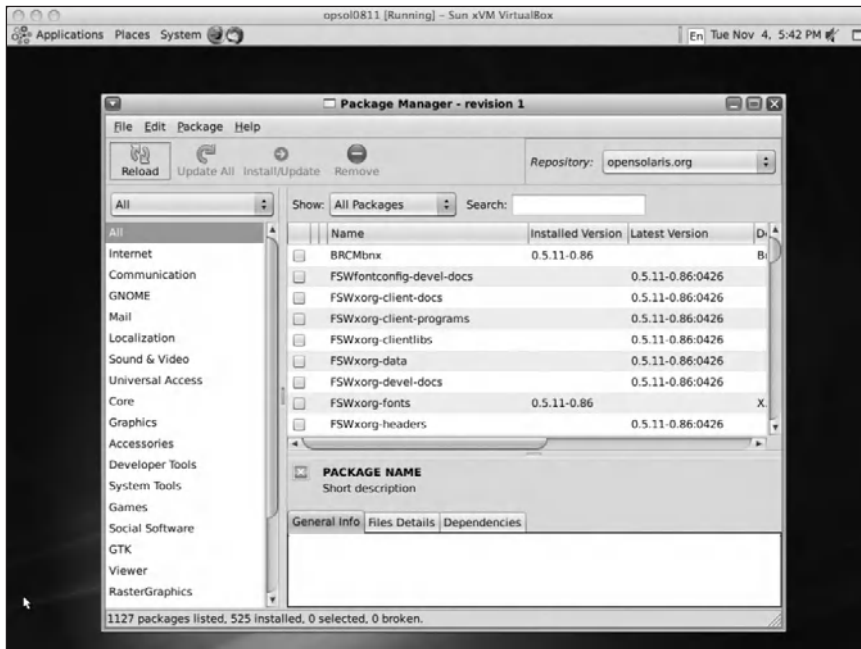 opsol0811 [Running] – Sun xVM VirtualBox
Applications Places System En Tue Nov 4, 5:42 PM
Package Manager - revision 1
File Edit Package Help
Reload Update All Install/Update Remove Repository: opensolaris.org
All Show: All Packages Search:
All
Internet
Communication
GNOME
Mail
Localization
Sound & Video
Universal Access
Core
Graphics
Accessories
Developer Tools
System Tools
Games
Social Software
GTK
Viewer
RasterGraphics
Name Installed Version Latest Version
BRCMbnx 0.5.11-0.86
FSWfontconfig-devel-docs 0.5.11-0.86:0426
FSWxorg-client-docs 0.5.11-0.86:0426
FSWxorg-client-programs 0.5.11-0.86:0426
FSWxorg-clientlibs 0.5.11-0.86:0426
FSWxorg-data 0.5.11-0.86:0426
FSWxorg-devel-docs 0.5.11-0.86:0426
FSWxorg-fonts 0.5.11-0.86 X.
FSWxorg-headers 0.5.11-0.86:0426
PACKAGE NAME
Short description
General Info Files Details Dependencies
1127 packages listed, 525 installed, 0 selected, 0 broken.